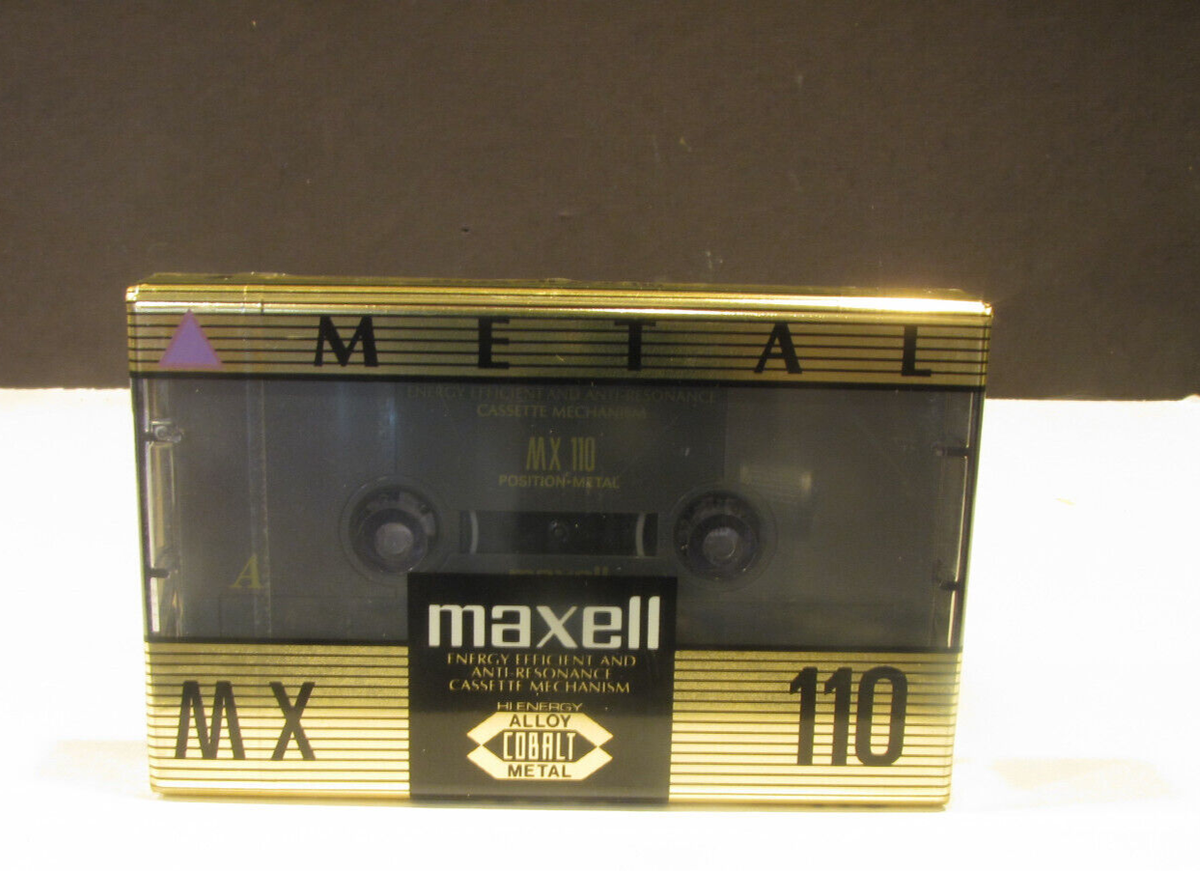 METAL
ENERGY EFFICIENT AND ANTI-RESONANCE
CASSETTE MECHANISM
MX 110
POSITION•METAL
A
maxell
maxell
ENERGY EFFICIENT AND
ANTI-RESONANCE
CASSETTE MECHANISM
HI ENERGY
ALLOY
COBALT
METAL
MX
110